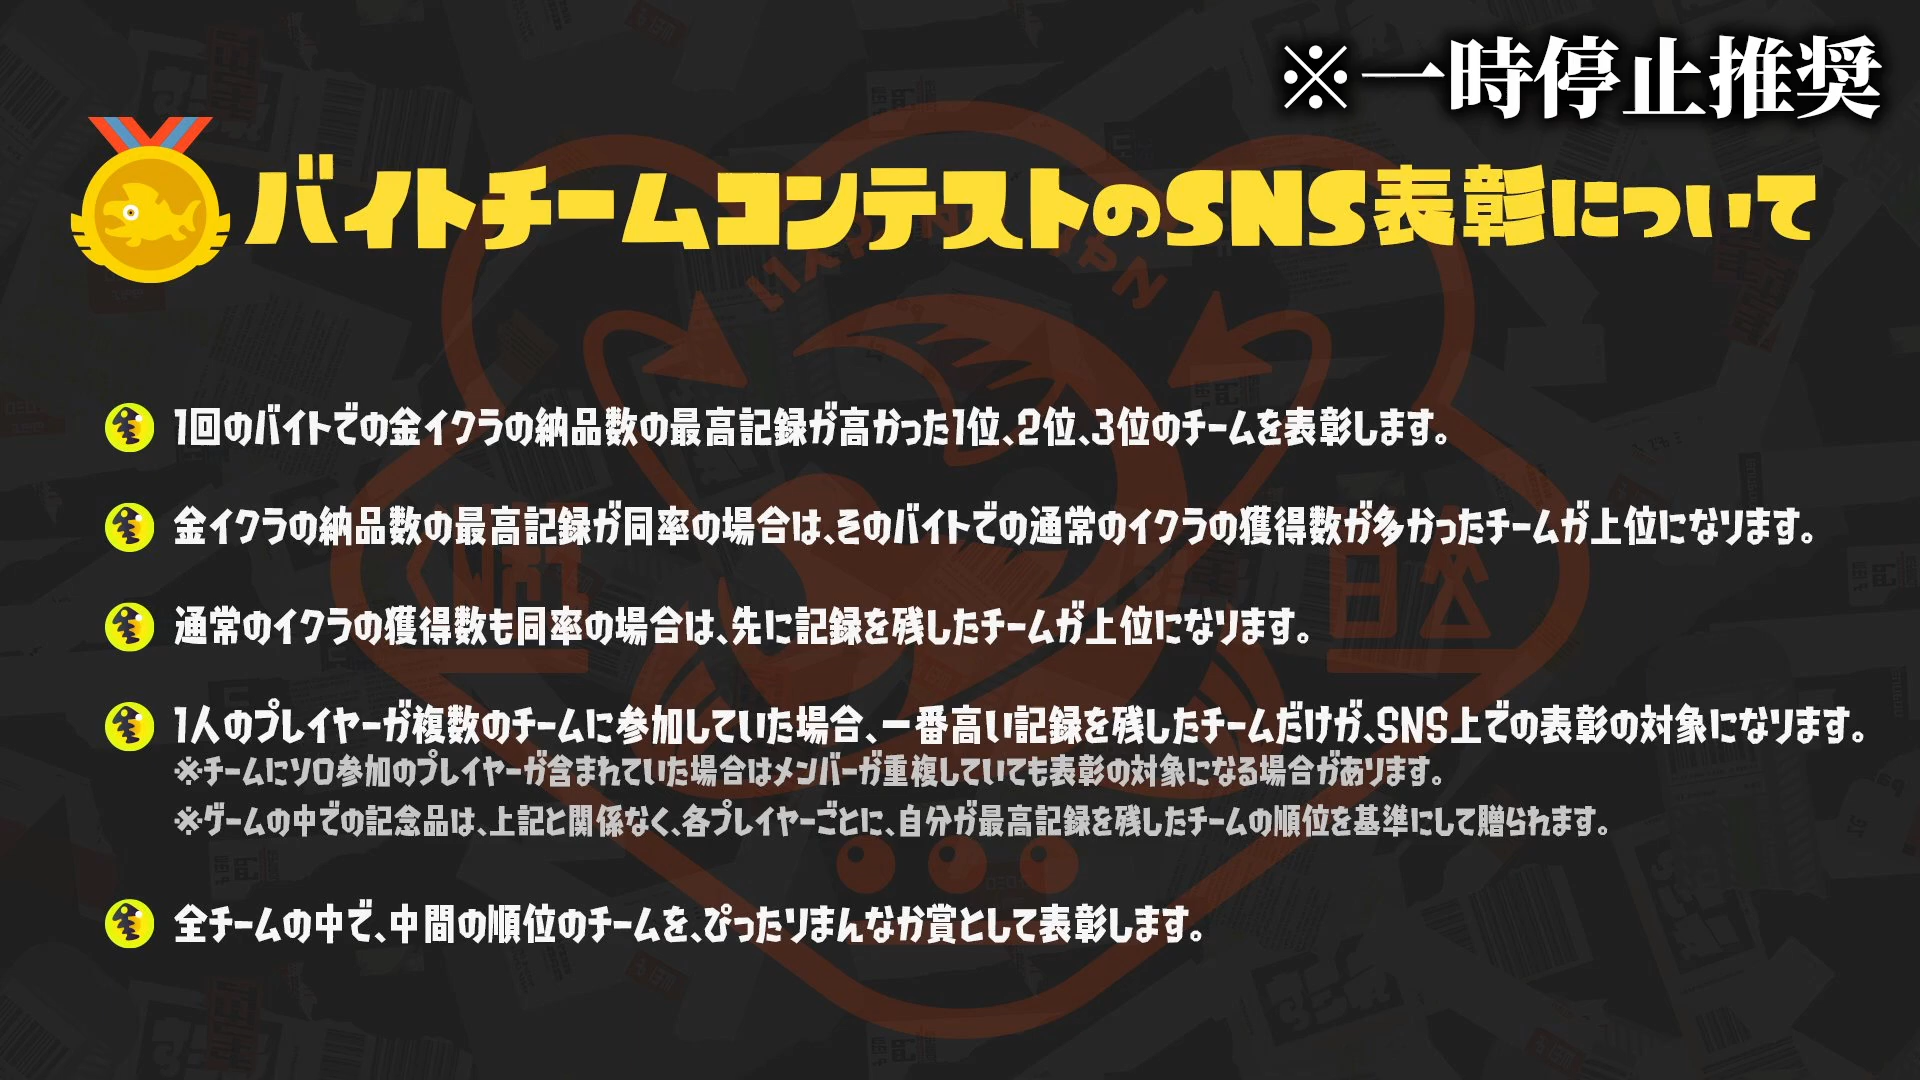 ※一時停止推奨
バイトチームコンテストのSNS表彰について
1回のバイトでの金イクラの納品数の最高記録が高かった1位、2位、3位のチームを表彰します。
金イクラの納品数の最高記録が同率の場合は、そのバイトでの通常のイクラの獲得数が多かったチームが上位になります。
通常のイクラの獲得数も同率の場合は、先に記録を残したチームが上位になります。
1人のプレイヤーが複数のチームに参加していた場合、一番高い記録を残したチームだけが、SNS上での表彰の対象になります。
※チームにソロ参加のプレイヤーが含まれていた場合はメンバーが重複していても表彰の対象になる場合があります。
※ゲームの中での記念品は、上記と関係なく、各プレイヤーごとに、自分が最高記録を残したチームの順位を基準にして贈られます。
全チームの中で、中間の順位のチームを、ぴったりまんなか賞として表彰します。